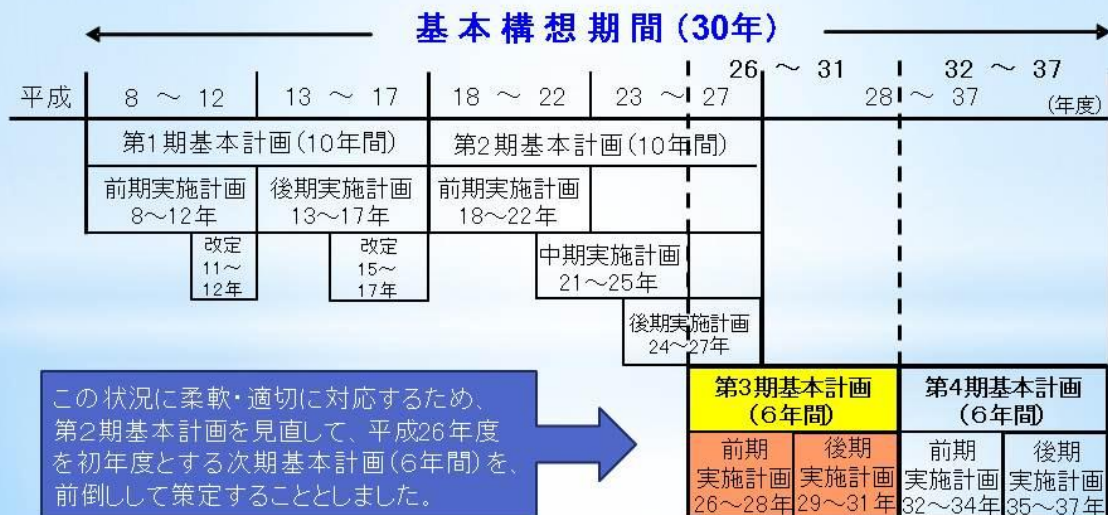 基本構想期間(30年)
26 ～ 31
32 ～ 37
平成
8 ～ 12
13 ～ 17
18 ～ 22
23 ～ 27
28 ～ 37
(年度)
第1期基本計画(10年間)
第2期基本計画(10年間)
前期実施計画
8～12年
後期実施計画
13～17年
前期実施計画
18～22年
改定
11～
12年
改定
15～
17年
中期実施計画
21～25年
後期実施計画
24～27年
この状況に柔軟・適切に対応するため、
第2期基本計画を見直して、平成26年度
を初年度とする次期基本計画(6年間)を、
前倒しして策定することとしました。
第3期基本計画
(6年間)
第4期基本計画
(6年間)
前期
実施計画
26～28年
後期
実施計画
29～31年
前期
実施計画
32～34年
後期
実施計画
35～37年